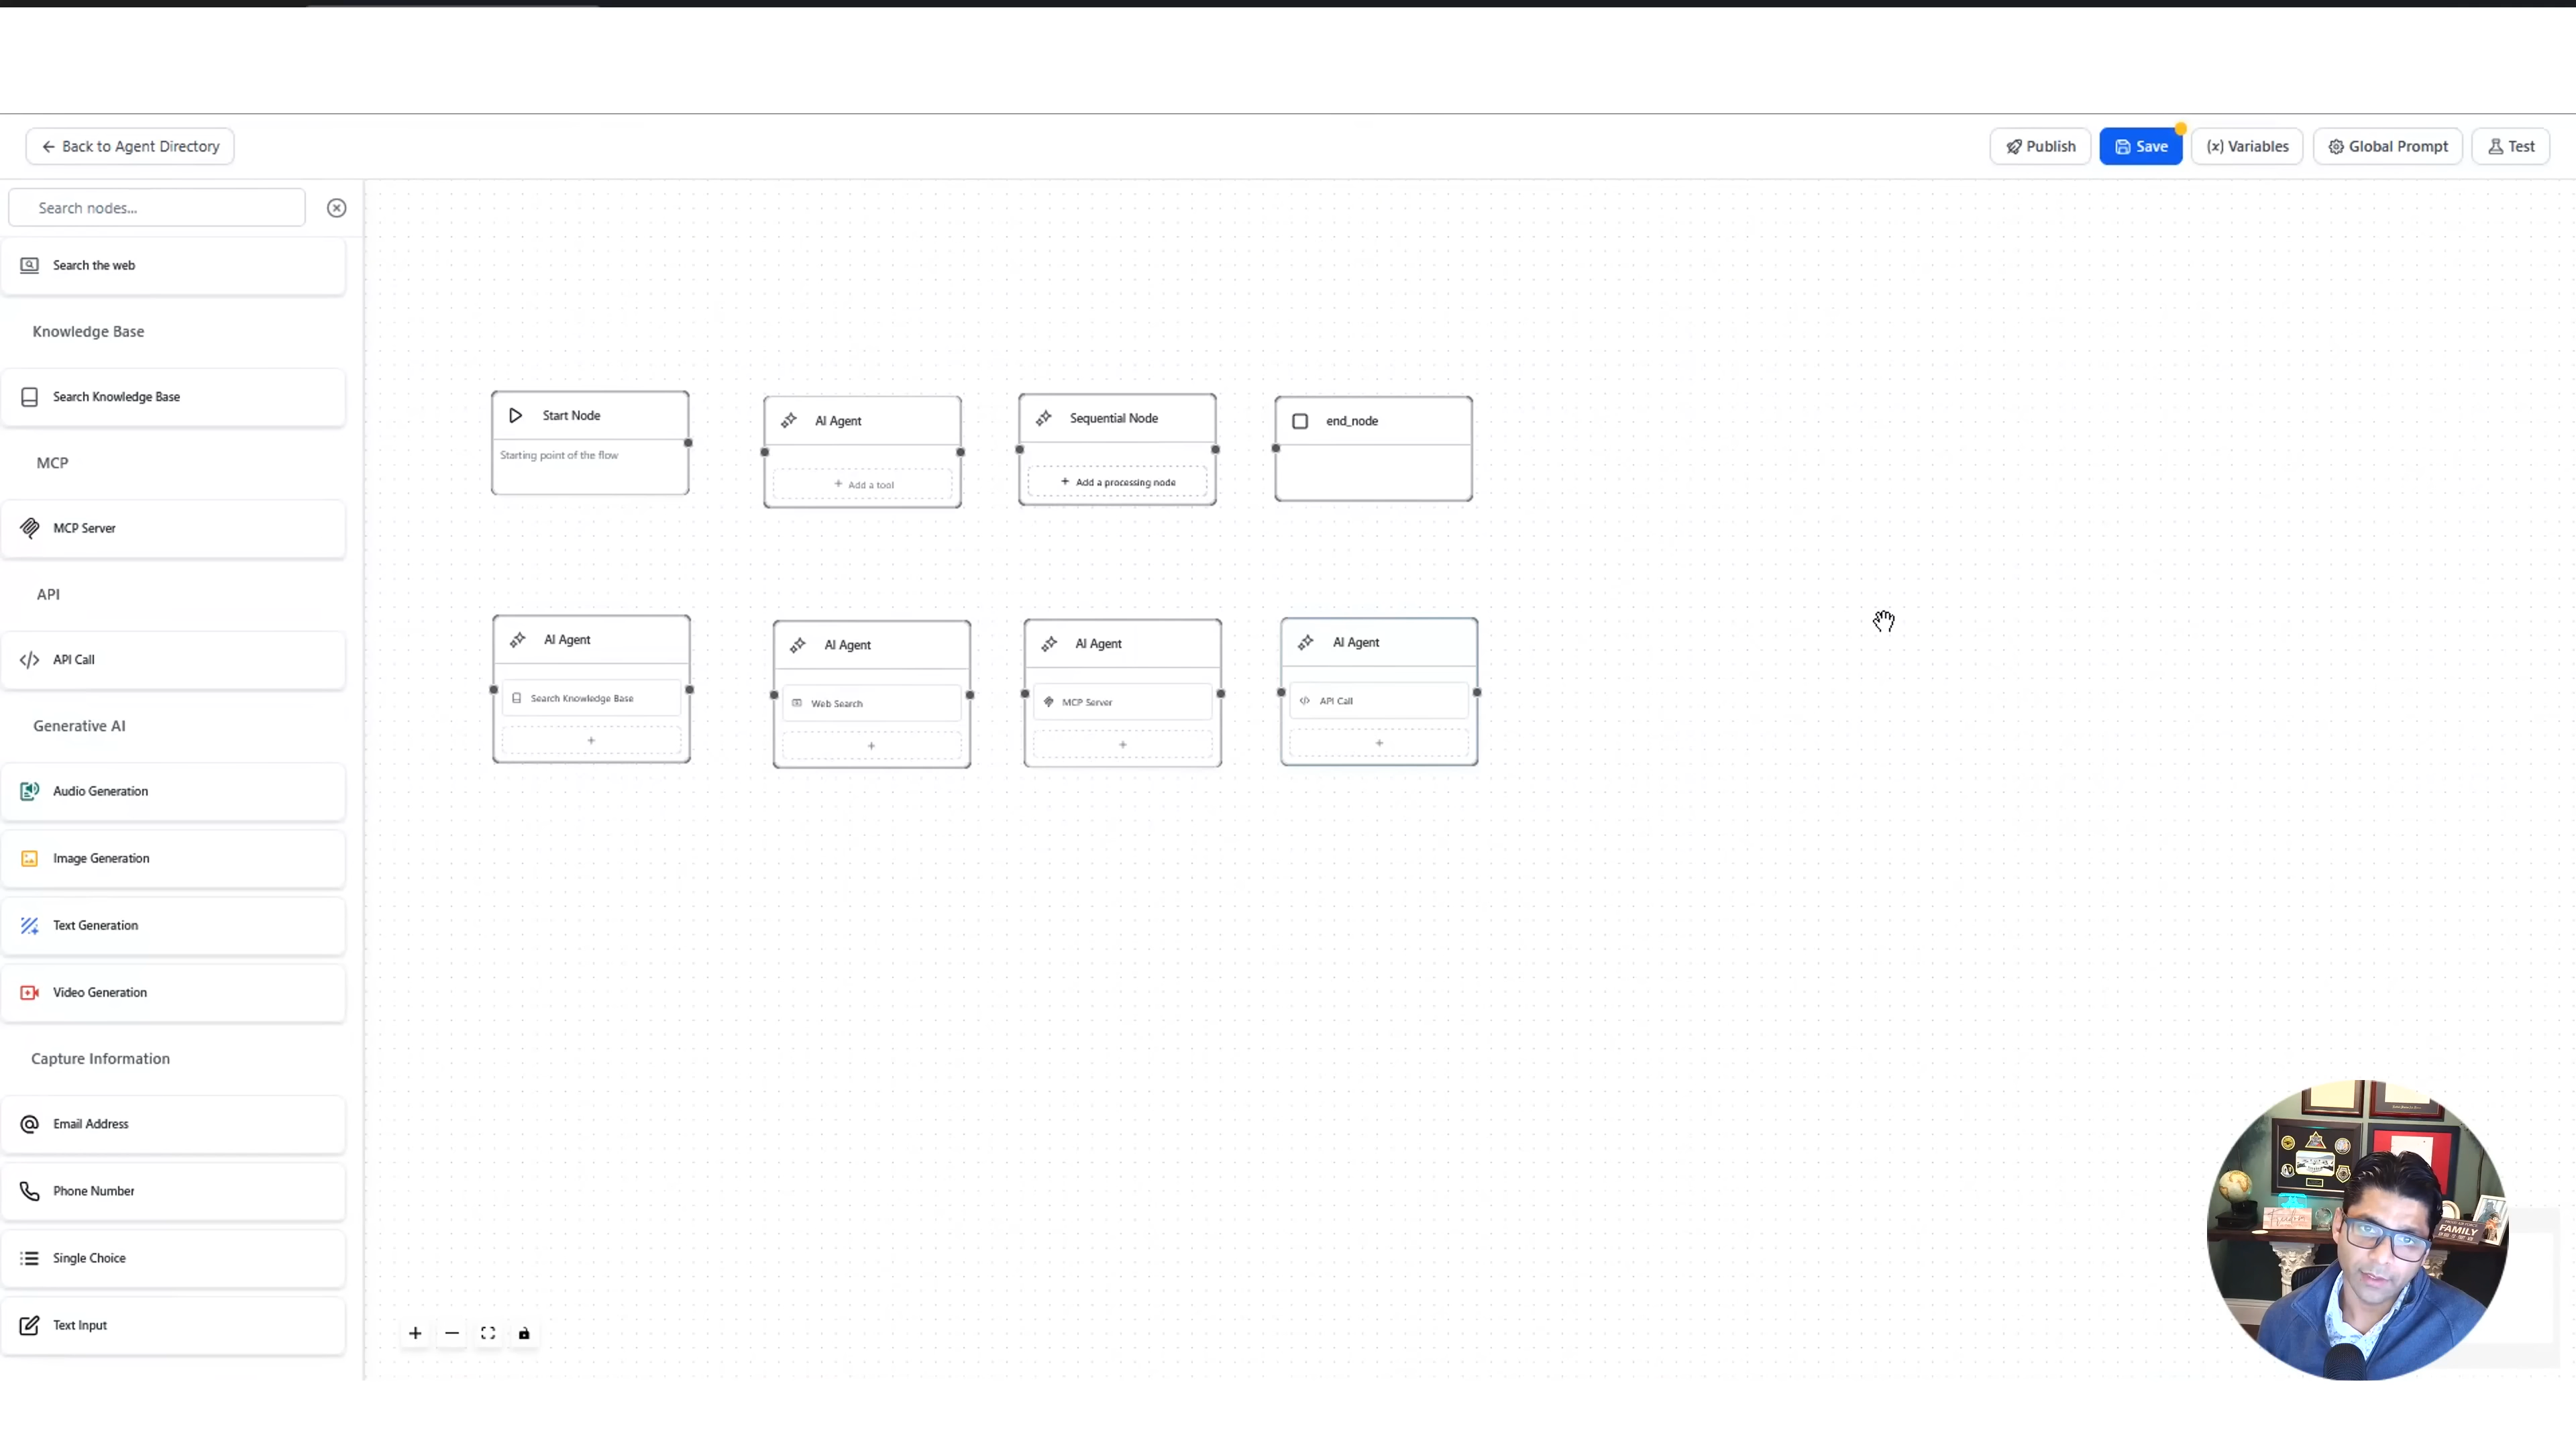 Back to Agent Directory
Publish
Save
(x) Variables
Global Prompt
Test
Search nodes...
Search the web
Knowledge Base
Search Knowledge Base
MCP
MCP Server
API
API Call
Generative AI
Audio Generation
Image Generation
Text Generation
Video Generation
Capture Information
Email Address
Phone Number
Single Choice
Text Input
Start Node
Starting point of the flow
AI Agent
+ Add a tool
Sequential Node
+ Add a processing node
end_node
AI Agent
Search Knowledge Base
+
AI Agent
Web Search
+
AI Agent
MCP Server
+
AI Agent
API Call
+
Freedom
FAMILY